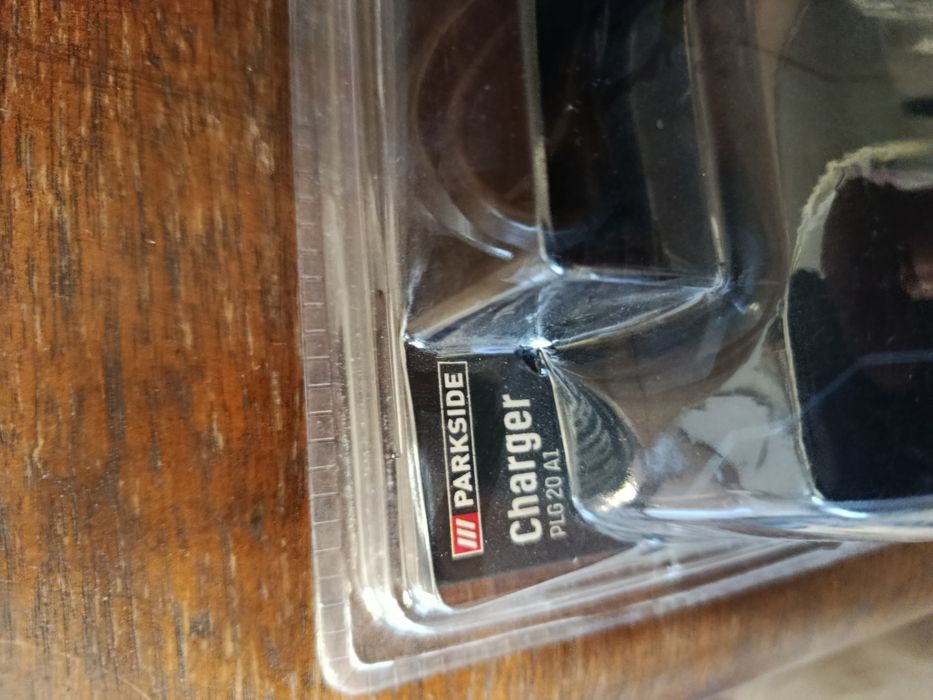 PARKSIDE
Charger
PLG 20 A1